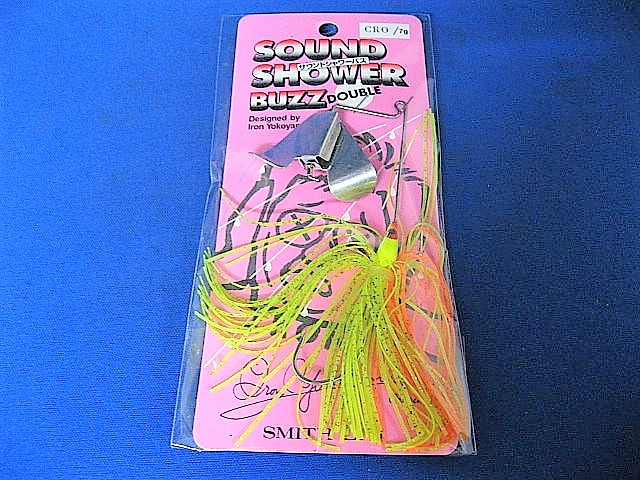 CRO /7g
SOUND
サウンドシャワーバズ
SHOWER
BUZZ DOUBLE
Designed by
Iron Yokoyam
SMITH